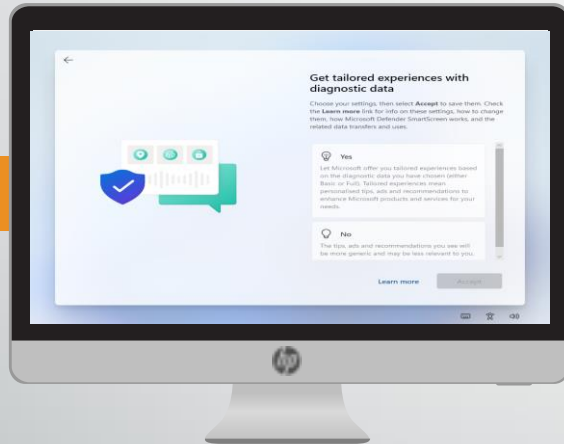 Get tailored experiences with
diagnostic data
Choose your settings, then select Accept to save them. Check
the Learn more link for info on these settings, how to change
them, how Microsoft Defender SmartScreen works, and the
related data transfers and uses.
Yes
Let Microsoft offer you tailored experiences based
on the diagnostic data you have chosen (either
Basic or Full). Tailored experiences mean
personalised tips, ads and recommendations to
enhance Microsoft products and services for your
needs.
No
The tips, ads and recommendations you see will
be more generic and may be less relevant to you.
Learn more
Accept
hp